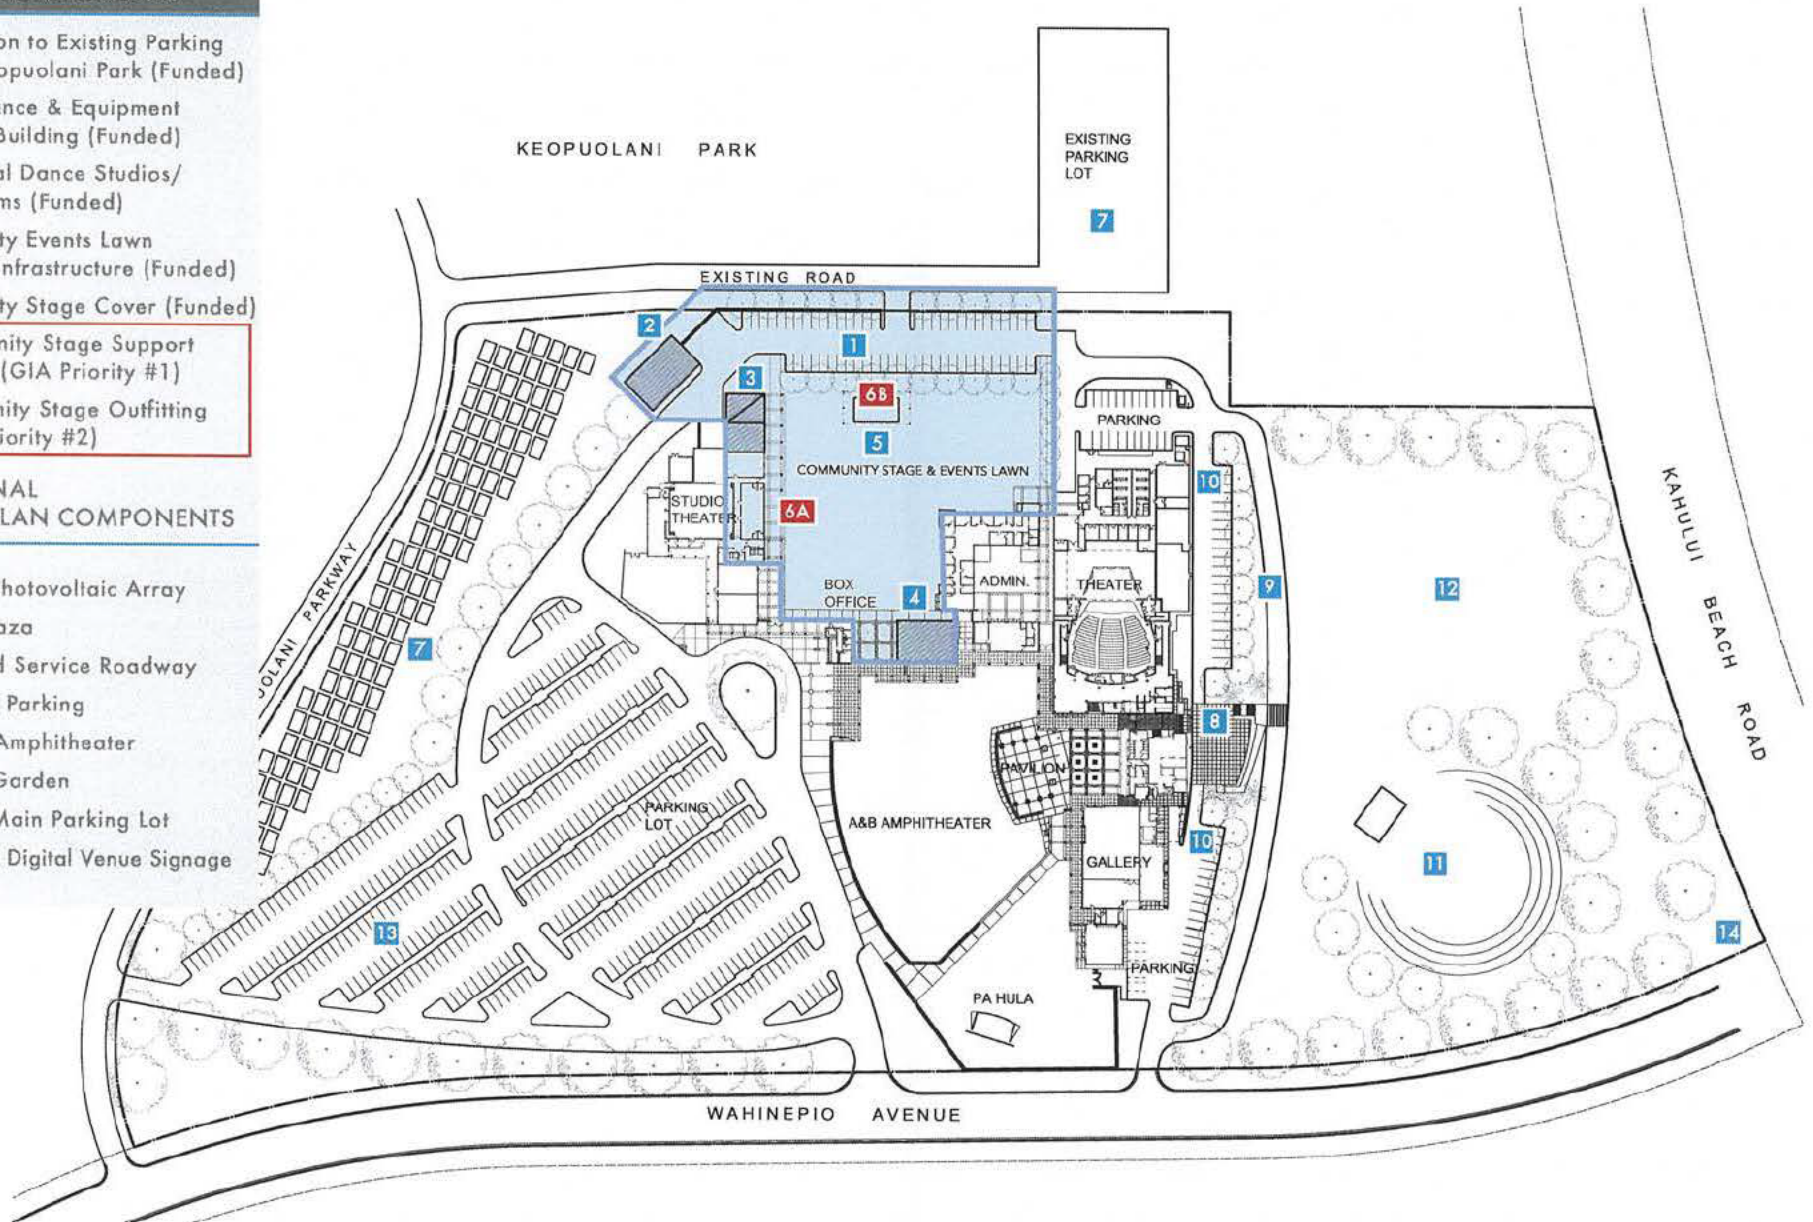 on to Existing Parking
opuolani Park (Funded)
nce & Equipment
Building (Funded)
al Dance Studios/
ms (Funded)
ty Events Lawn
nfrastructure (Funded)
ty Stage Cover (Funded)
nity Stage Support
(GIA Priority #1)
nity Stage Outfitting
iority #2)
NAL
LAN COMPONENTS
hotovoltaic Array
aza
d Service Roadway
Parking
Amphitheater
Garden
Main Parking Lot
Digital Venue Signage
KEOPUOLANI PARK
EXISTING
PARKING
LOT
7
EXISTING ROAD
2
1
3
6B
5
COMMUNITY STAGE & EVENTS LAWN
PARKING
10
STUDIO
THEATER
6A
BOX
OFFICE
4
ADMIN.
THEATER
9
12
KAHULUI BEACH ROAD
OLANI PARKWAY
7
8
PAVILION
PARKING
LOT
A&B AMPHITHEATER
GALLERY
10
11
13
14
PARKING
PA HULA
WAHINEPIO AVENUE